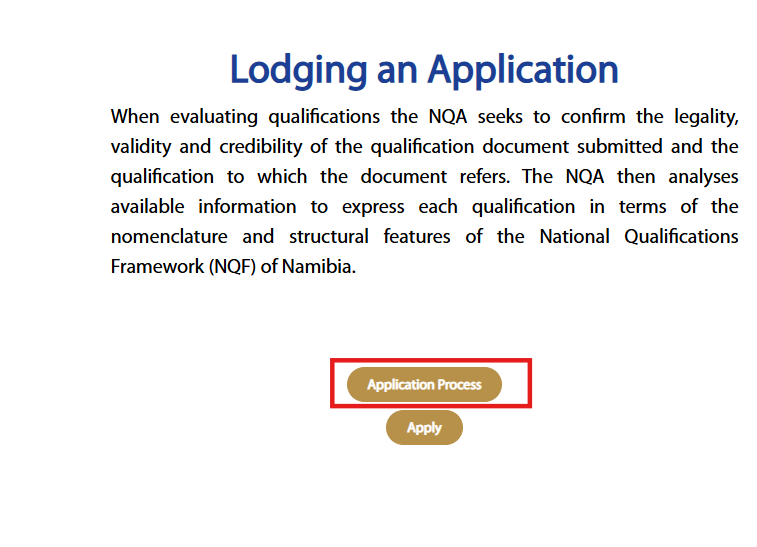 Lodging an Application
When evaluating qualifications the NQA seeks to confirm the legality,
validity and credibility of the qualification document submitted and the
qualification to which the document refers. The NQA then analyses
available information to express each qualification in terms of the
nomenclature and structural features of the National Qualifications
Framework (NQF) of Namibia.
Application Process
Apply